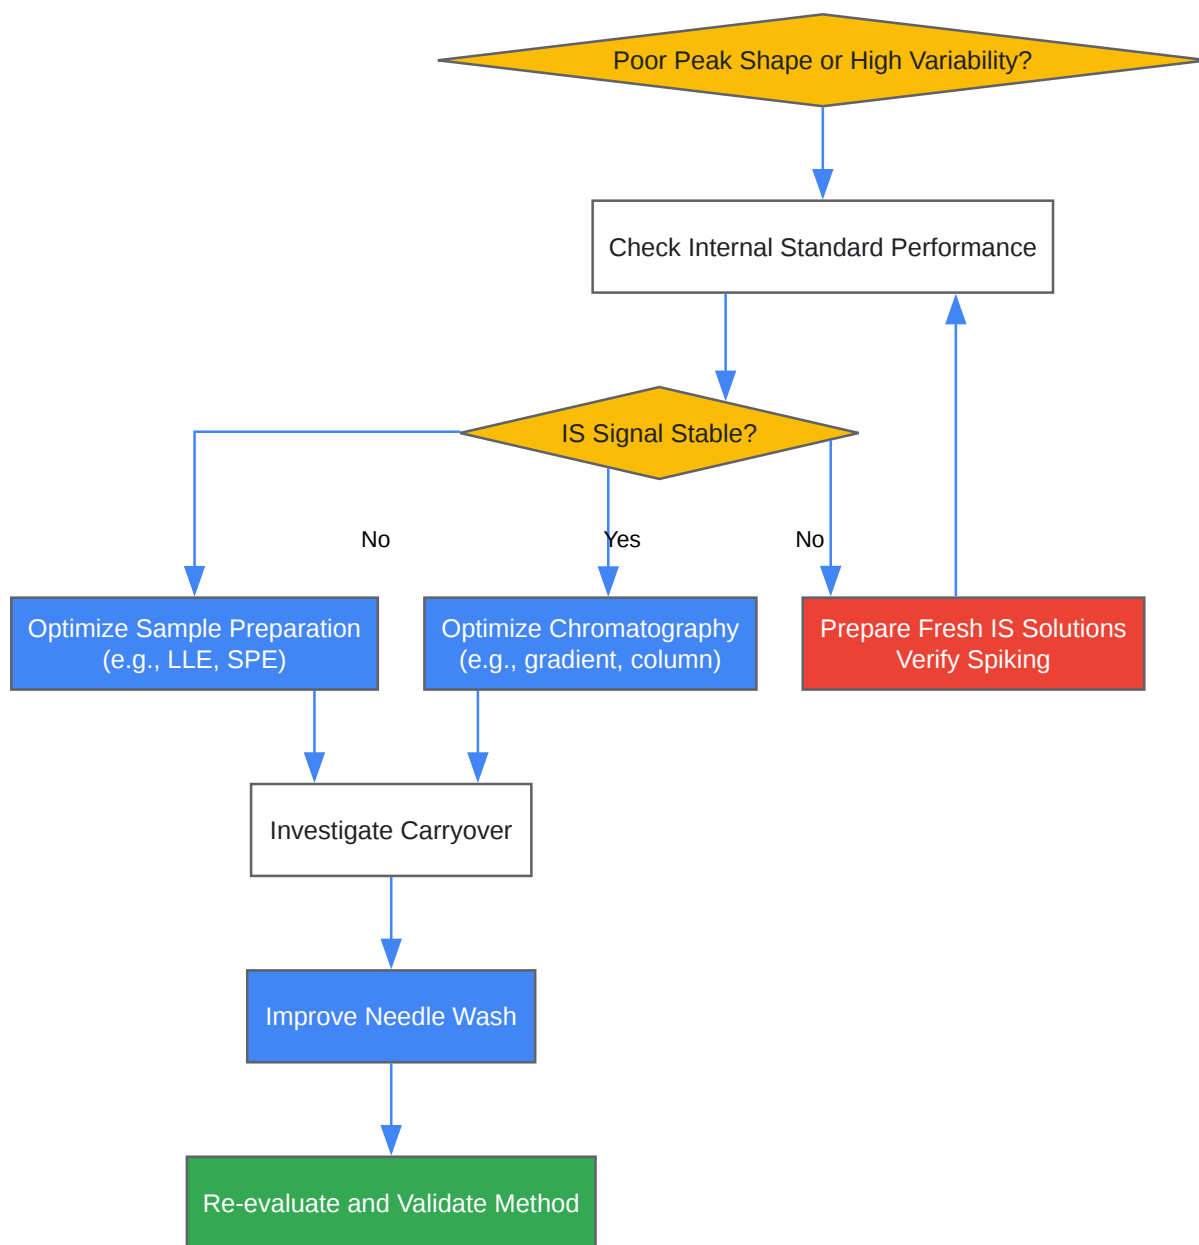 Poor Peak Shape or High Variability?
Check Internal Standard Performance
IS Signal Stable?
No
Yes
No
Optimize Sample Preparation
(e.g., LLE, SPE)
Optimize Chromatography
(e.g., gradient, column)
Prepare Fresh IS Solutions
Verify Spiking
Investigate Carryover
Improve Needle Wash
Re-evaluate and Validate Method